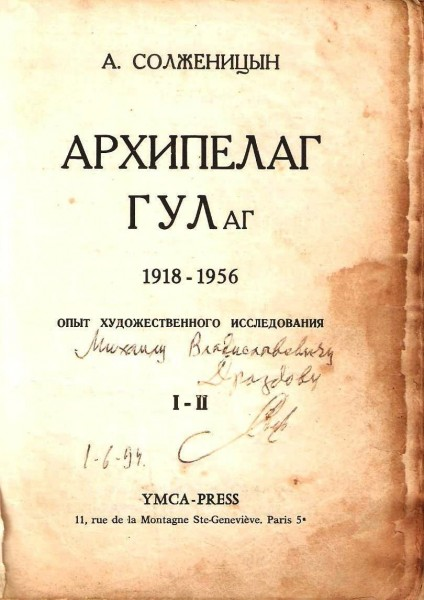 А. СОЛЖЕНИЦЫН
АРХИПЕЛАГ
ГУЛаг
1918 - 1956
ОПЫТ ХУДОЖЕСТВЕННОГО ИССЛЕДОВАНИЯ
Михаилу Владиславовичу
Дроздову
I - II
1-6-94.
YMCA-PRESS
11, rue de la Montagne Ste-Geneviève. Paris 5ᵉ